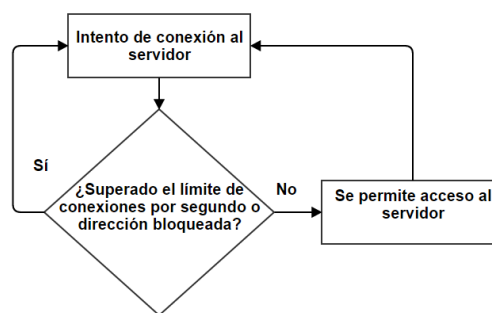 Intento de conexión al
servidor
Sí
¿Superado el límite de
conexiones por segundo o
dirección bloqueada?
No
Se permite acceso al
servidor